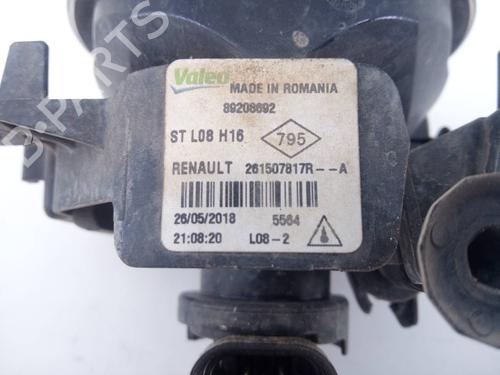 Valeo
MADE IN ROMANIA
89208692
ST L08 H16
795
RENAULT 261507817R--A
26/05/2018 5564
21:08:20 L08-2